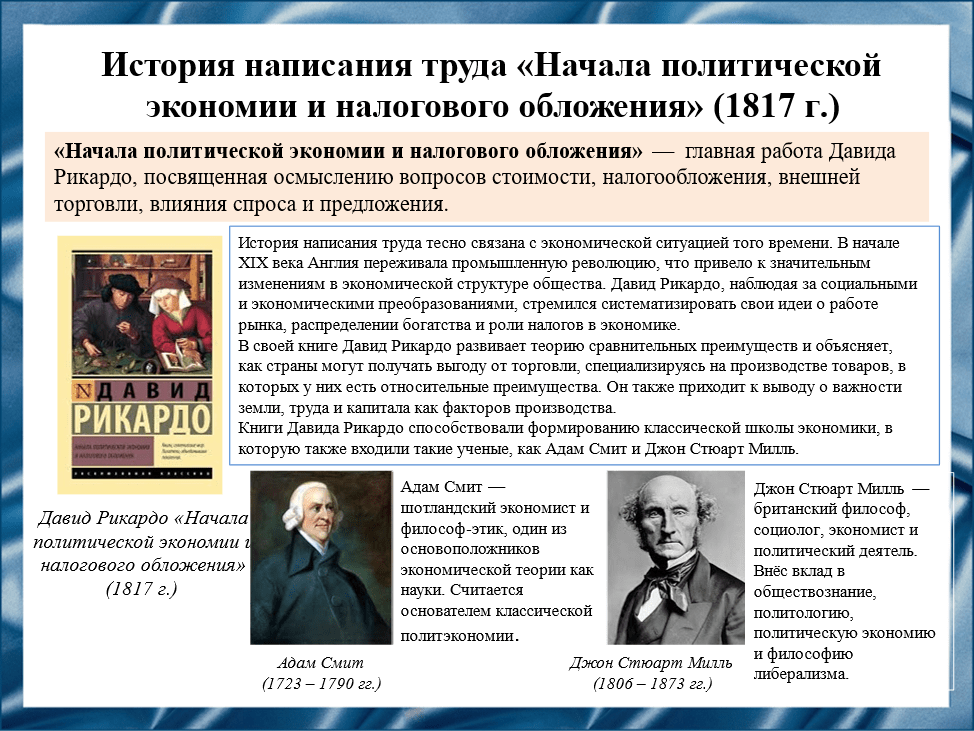 История написания труда «Начала политической
экономии и налогового обложения» (1817 г.)
«Начала политической экономии и налогового обложения» — главная работа Давида
Рикардо, посвященная осмыслению вопросов стоимости, налогообложения, внешней
торговли, влияния спроса и предложения.
История написания труда тесно связана с экономической ситуацией того времени. В начале
XIX века Англия переживала промышленную революцию, что привело к значительным
изменениям в экономической структуре общества. Давид Рикардо, наблюдая за социальными
и экономическими преобразованиями, стремился систематизировать свои идеи о работе
рынка, распределении богатства и роли налогов в экономике.
В своей книге Давид Рикардо развивает теорию сравнительных преимуществ и объясняет,
как страны могут получать выгоду от торговли, специализируясь на производстве товаров, в
которых у них есть относительные преимущества. Он также приходит к выводу о важности
земли, труда и капитала как факторов производства.
Книги Давида Рикардо способствовали формированию классической школы экономики, в
которую также входили такие ученые, как Адам Смит и Джон Стюарт Милль.
ДАВИД
РИКАРДО
НАЧАЛА ПОЛИТИЧЕСКОЙ ЭКОНОМИИ
И НАЛОГОВОГО ОБЛОЖЕНИЯ
ЭКСКЛЮЗИВНАЯ КЛАССИКА
Давид Рикардо «Начала
политической экономии и
налогового обложения»
(1817 г.)
Адам Смит —
шотландский экономист и
философ-этик, один из
основоположников
экономической теории как
науки. Считается
основателем классической
политэкономии.
Адам Смит
(1723 – 1790 гг.)
Джон Стюарт Милль —
британский философ,
социолог, экономист и
политический деятель.
Внёс вклад в
обществознание,
политологию,
политическую экономию
и философию
либерализма.
Джон Стюарт Милль
(1806 – 1873 гг.)